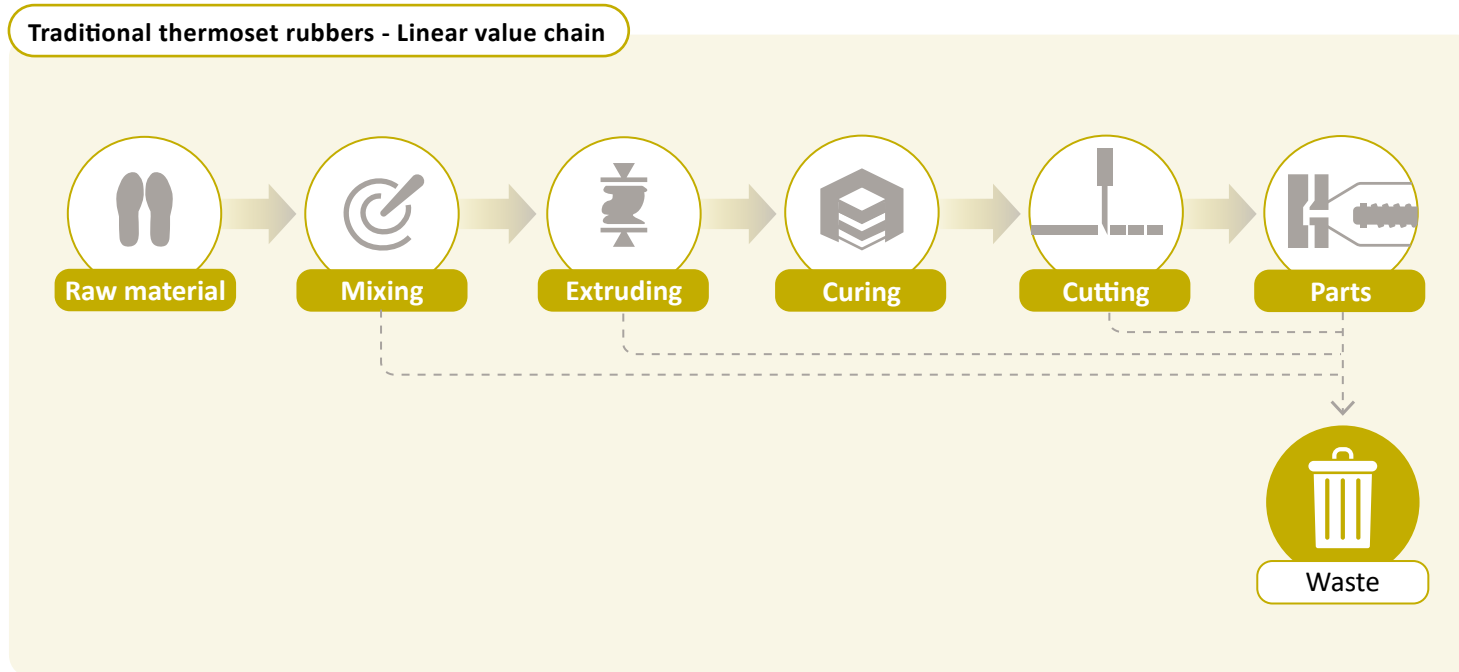 Traditional thermoset rubbers - Linear value chain
Raw material
Mixing
Extruding
Curing
Cutting
Parts
Waste